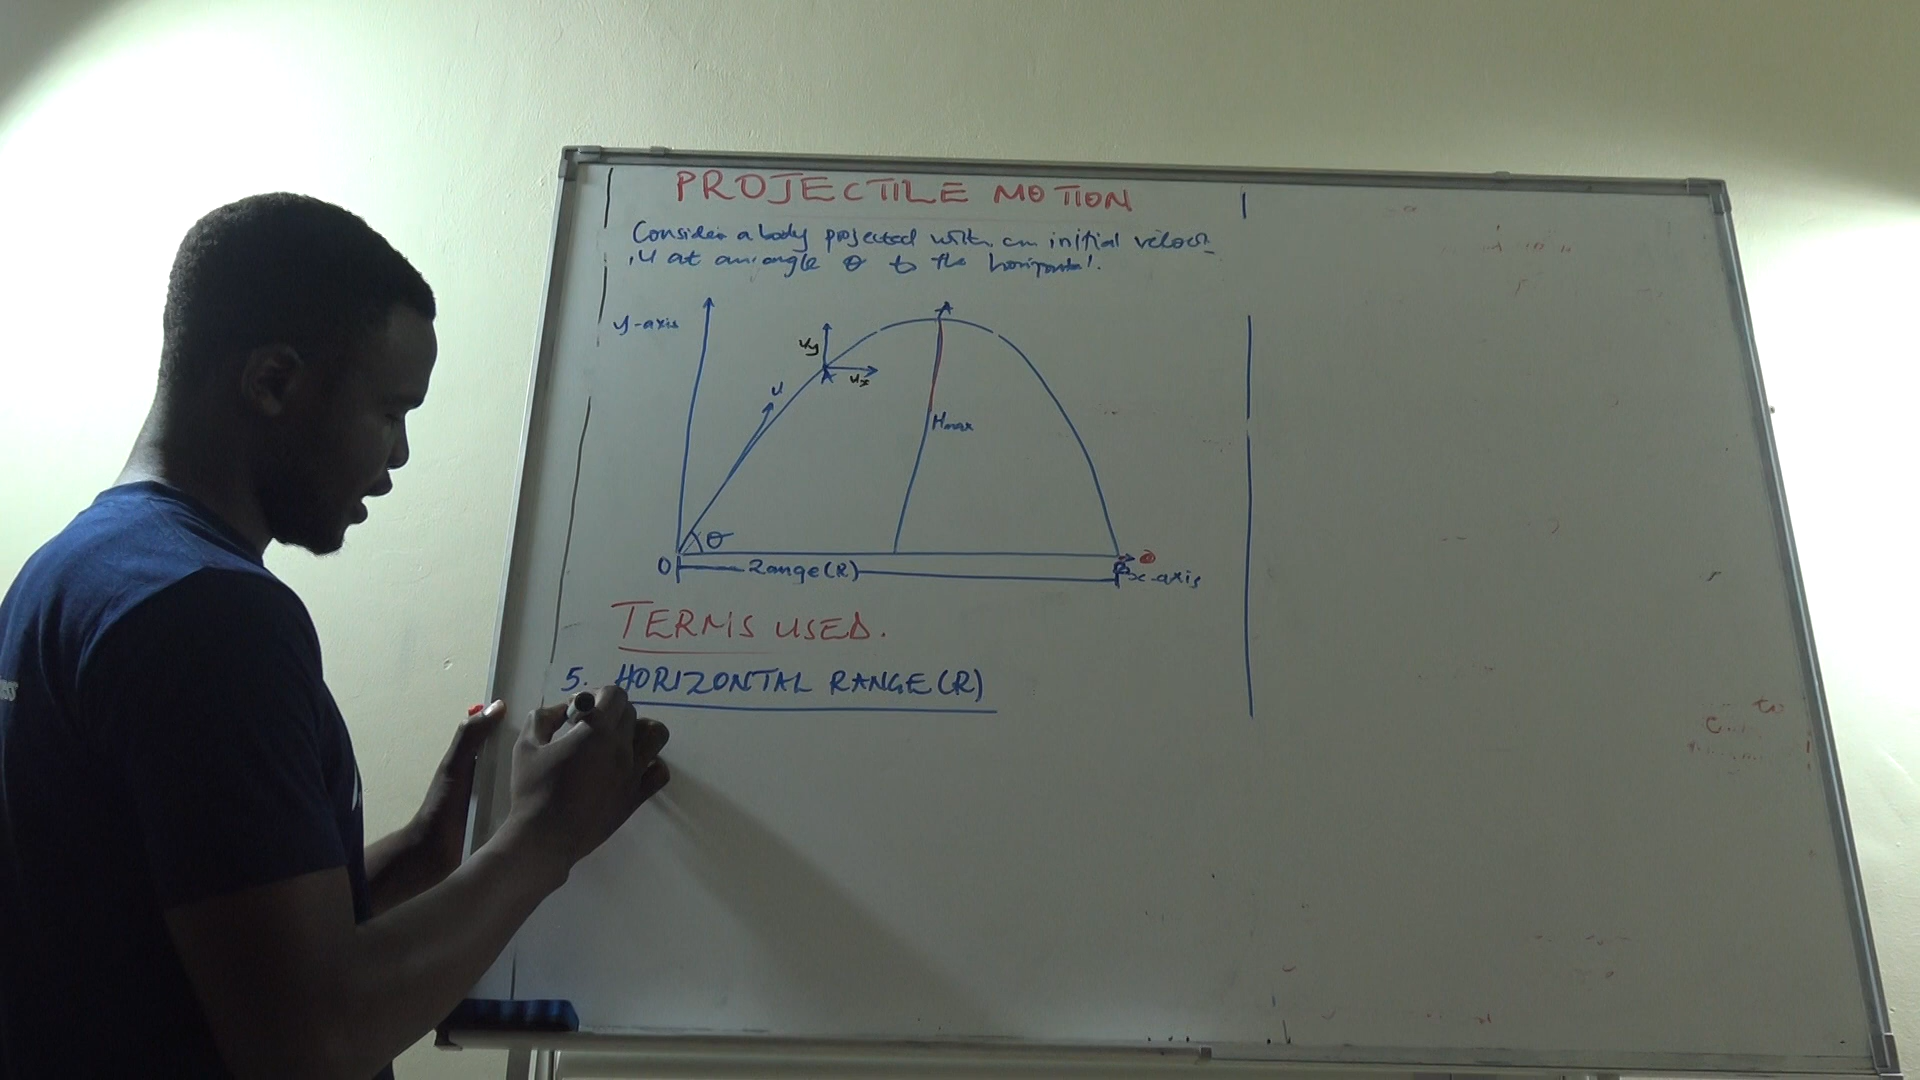 PROJECTILE MOTION
Consider a body projected with an initial
u at an angle θ to the horizontal.
A
y-axis
uy
ux
u
Hmax
θ
O
Range(R)
B
x-axis
TERMS USED.
5. HORIZONTAL RANGE(R)